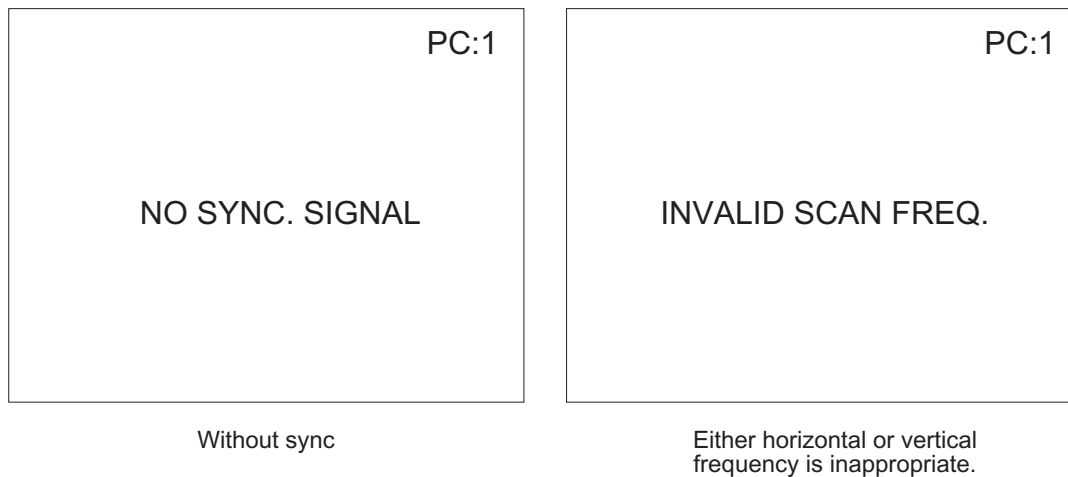 PC:1
NO SYNC. SIGNAL
Without sync
PC:1
INVALID SCAN FREQ.
Either horizontal or vertical
frequency is inappropriate.